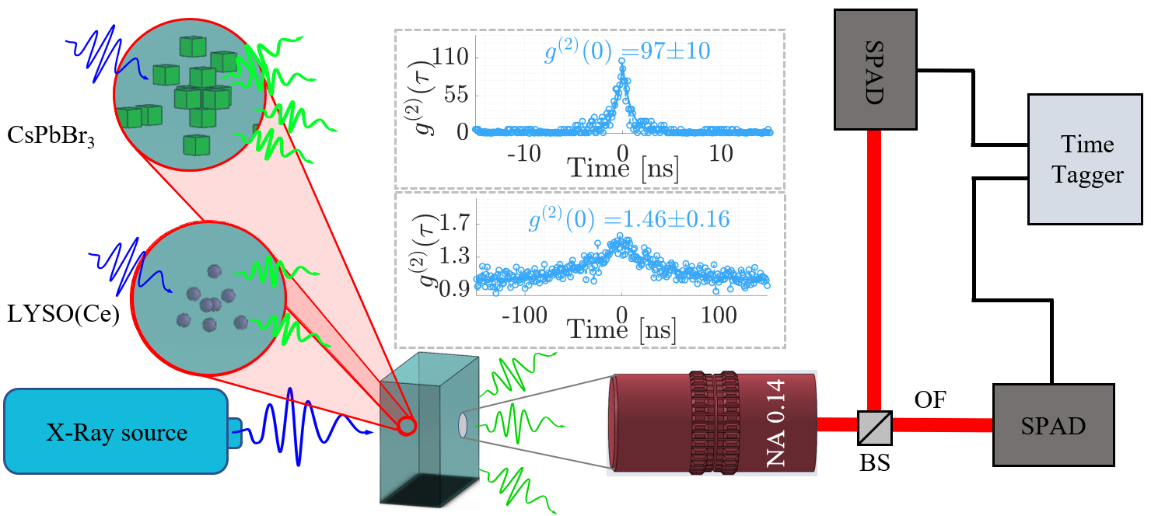 CsPbBr₃
LYSO(Ce)
X-Ray source
g⁽²⁾(0) =97±10
g⁽²⁾(τ)
110
55
0
-10
0
10
Time [ns]
g⁽²⁾(0) =1.46±0.16
g⁽²⁾(τ)
1.7
1.3
0.9
-100
0
100
Time [ns]
NA 0.14
SPAD
Time
Tagger
OF
BS
SPAD